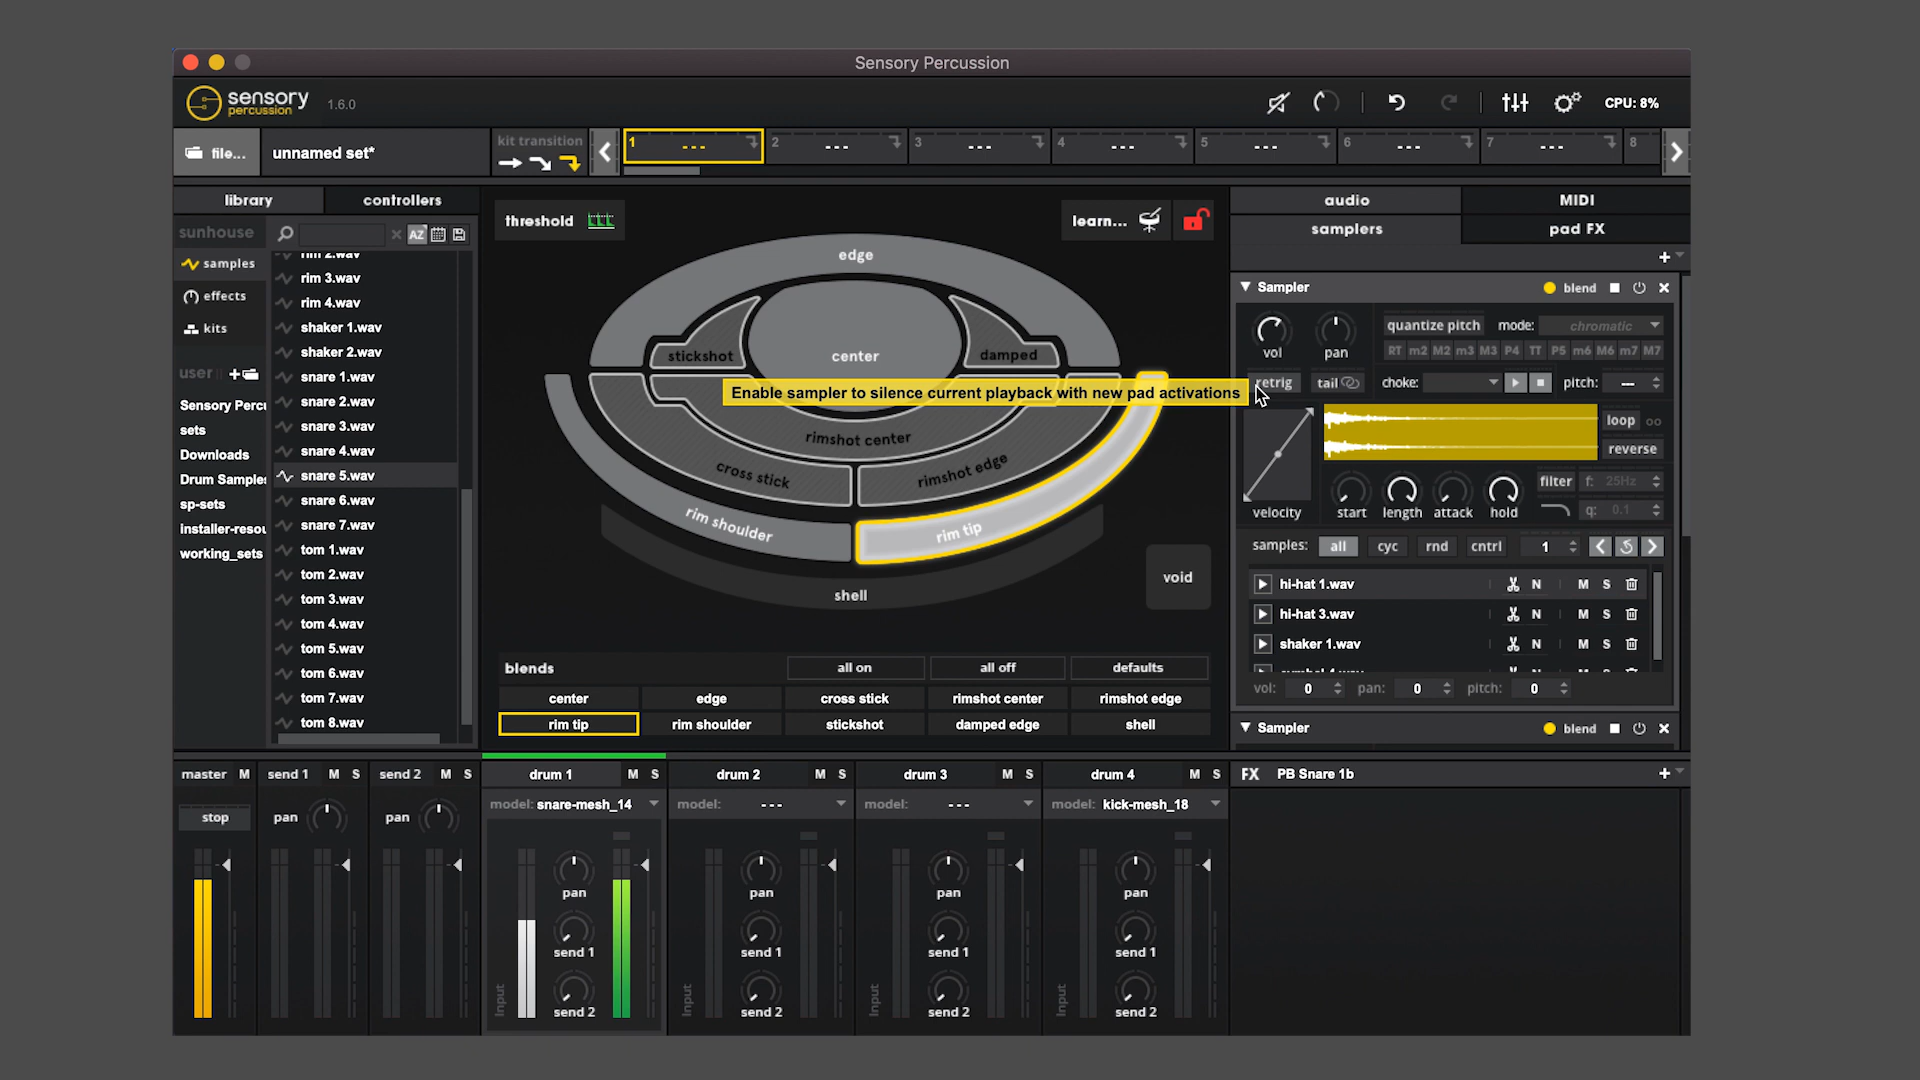 Sensory Percussion
sensory percussion 1.6.0
CPU: 8%
file...
unnamed set*
kit transition
1 ---
2 ---
3 ---
4 ---
5 ---
6 ---
7 ---
8
library
controllers
sunhouse
AZ
samples
effects
kits
user
Sensory Percu
sets
Downloads
Drum Samples
sp-sets
installer-resou
working_sets
rim 2.wav
rim 3.wav
rim 4.wav
shaker 1.wav
shaker 2.wav
snare 1.wav
snare 2.wav
snare 3.wav
snare 4.wav
snare 5.wav
snare 6.wav
snare 7.wav
tom 1.wav
tom 2.wav
tom 3.wav
tom 4.wav
tom 5.wav
tom 6.wav
tom 7.wav
tom 8.wav
threshold
learn...
edge
stickshot
center
damped
Enable sampler to silence current playback with new pad activations
rimshot center
cross stick
rimshot edge
rim shoulder
rim tip
shell
void
blends
all on
all off
defaults
center
edge
cross stick
rimshot center
rimshot edge
rim tip
rim shoulder
stickshot
damped edge
shell
audio
MIDI
samplers
pad FX
Sampler
blend
vol
pan
quantize pitch
mode: chromatic
RT m2 M2 m3 M3 P4 TT P5 m6 M6 m7 M7
retrig
tail
choke:
pitch: ---
loop
reverse
velocity
start
length
attack
hold
filter
f: 25Hz
q: 0.1
samples: all cyc rnd cntrl 1
hi-hat 1.wav N M S
hi-hat 3.wav N M S
shaker 1.wav N M S
vol: 0 pan: 0 pitch: 0
Sampler
blend
master M
send 1 M S
send 2 M S
drum 1 M S
drum 2 M S
drum 3 M S
drum 4 M S
FX PB Snare 1b
stop
pan
pan
model: snare-mesh_14
model: ---
model: ---
model: kick-mesh_18
pan
send 1
send 2
Input
pan
send 1
send 2
Input
pan
send 1
send 2
Input
pan
send 1
send 2
Input